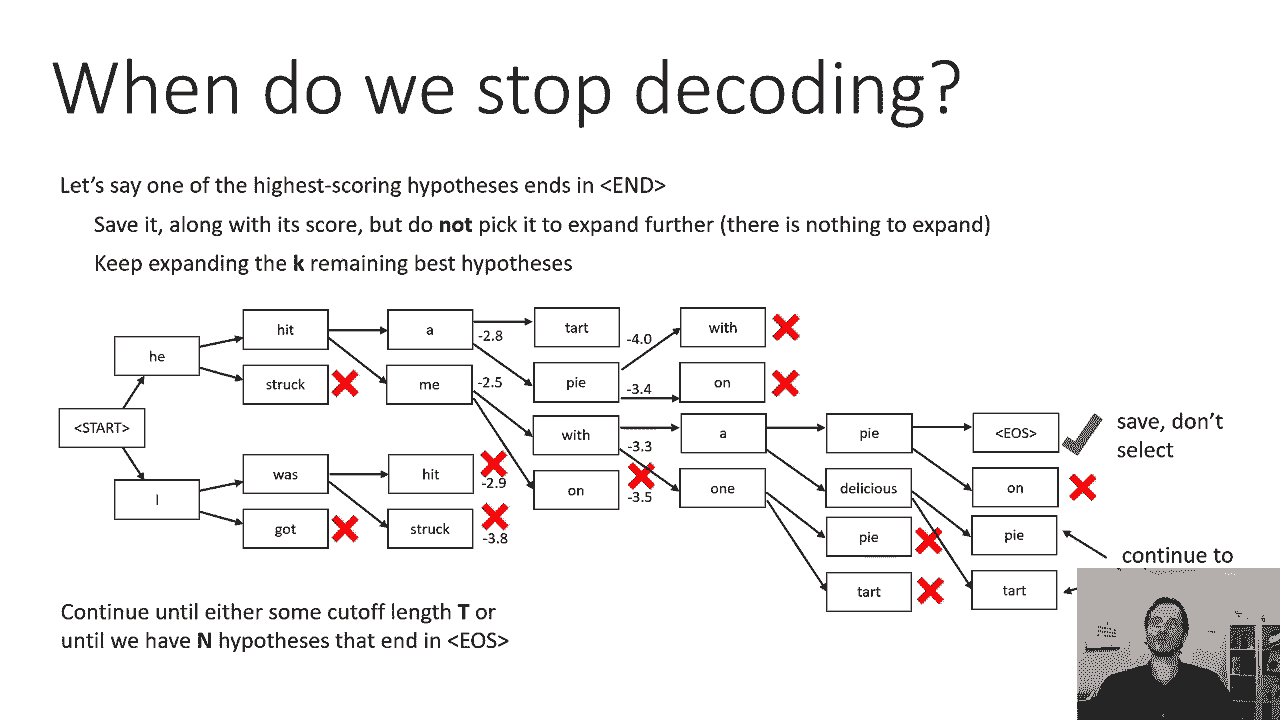 When do we stop decoding?
Let's say one of the highest-scoring hypotheses ends in <END>
Save it, along with its score, but do not pick it to expand further (there is nothing to expand)
Keep expanding the k remaining best hypotheses
<START>
he
I
hit
struck
was
got
a
me
hit
struck
-2.8
-2.5
-2.9
-3.8
tart
pie
with
on
-4.0
-3.4
-3.3
-3.5
with
on
a
one
pie
delicious
pie
tart
<EOS>
on
pie
tart
save, don't
select
continue to
Continue until either some cutoff length T or
until we have N hypotheses that end in <EOS>